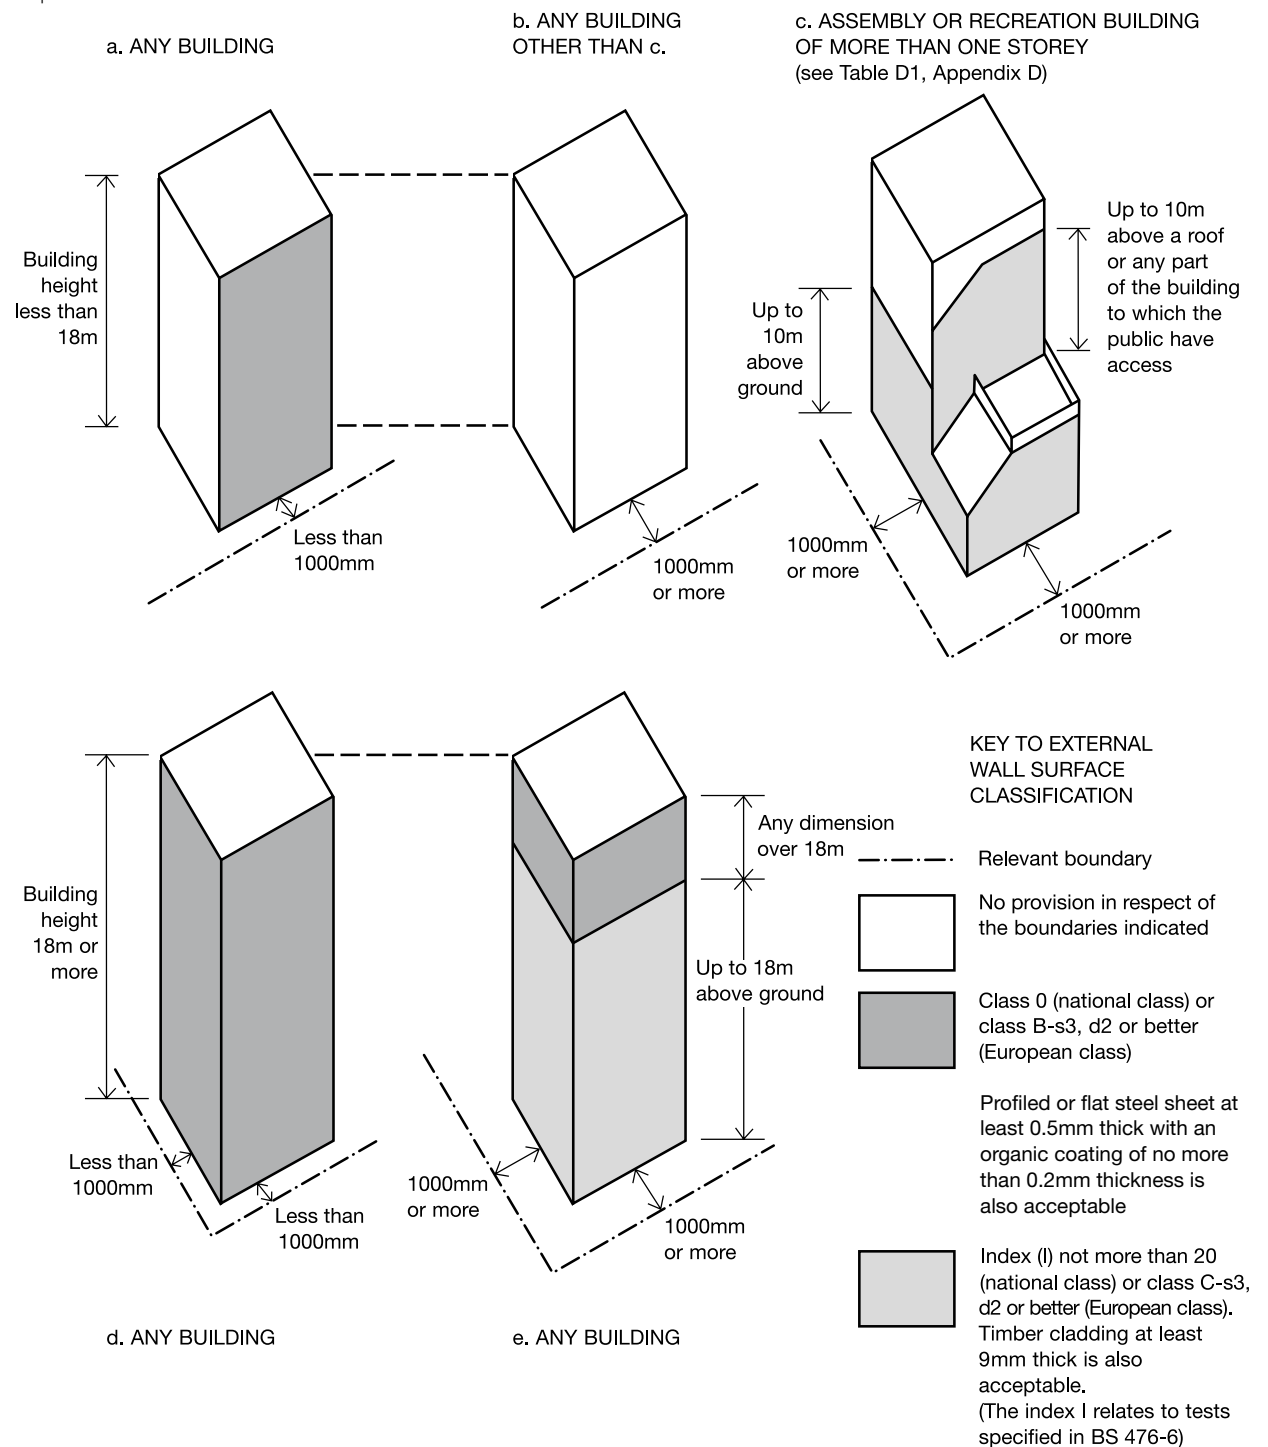 a. ANY BUILDING
b. ANY BUILDING
OTHER THAN c.
c. ASSEMBLY OR RECREATION BUILDING
OF MORE THAN ONE STOREY
(see Table D1, Appendix D)
Building
height
less than
18m
Less than
1000mm
1000mm
or more
Up to
10m
above
ground
Up to 10m
above a roof
or any part
of the building
to which the
public have
access
1000mm
or more
1000mm
or more
Building
height
18m or
more
Less than
1000mm
Less than
1000mm
d. ANY BUILDING
Any dimension
over 18m
Up to 18m
above ground
1000mm
or more
1000mm
or more
e. ANY BUILDING
KEY TO EXTERNAL
WALL SURFACE
CLASSIFICATION
Relevant boundary
No provision in respect of
the boundaries indicated
Class 0 (national class) or
class B-s3, d2 or better
(European class)
Profiled or flat steel sheet at
least 0.5mm thick with an
organic coating of no more
than 0.2mm thickness is
also acceptable
Index (I) not more than 20
(national class) or class C-s3,
d2 or better (European class).
Timber cladding at least
9mm thick is also
acceptable.
(The index I relates to tests
specified in BS 476-6)